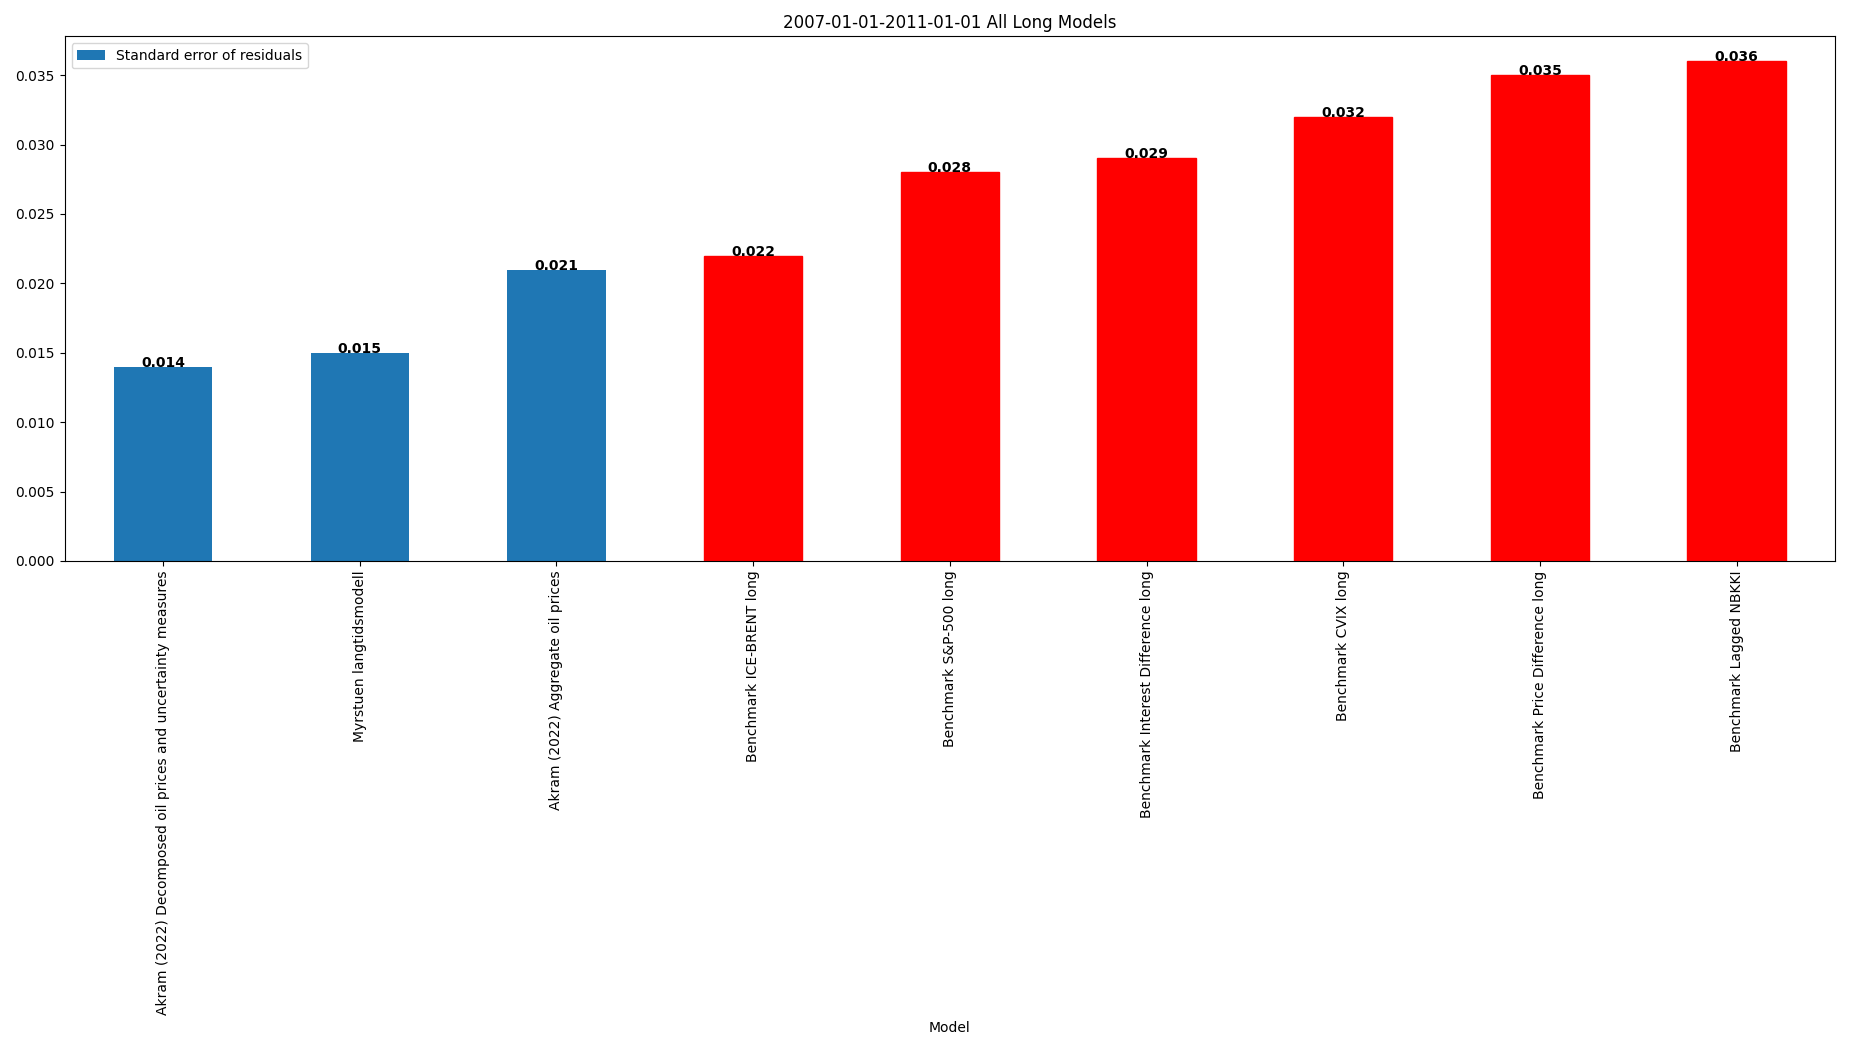 2007-01-01-2011-01-01 All Long Models
Standard error of residuals
0.035
0.030
0.025
0.020
0.015
0.010
0.005
0.000
0.014
0.015
0.021
0.022
0.028
0.029
0.032
0.035
0.036
Akram (2022) Decomposed oil prices and uncertainty measures
Myrstuen langtidsmodell
Akram (2022) Aggregate oil prices
Benchmark ICE-BRENT long
Benchmark S&P-500 long
Benchmark Interest Difference long
Benchmark CVIX long
Benchmark Price Difference long
Benchmark Lagged NBKKI
Model